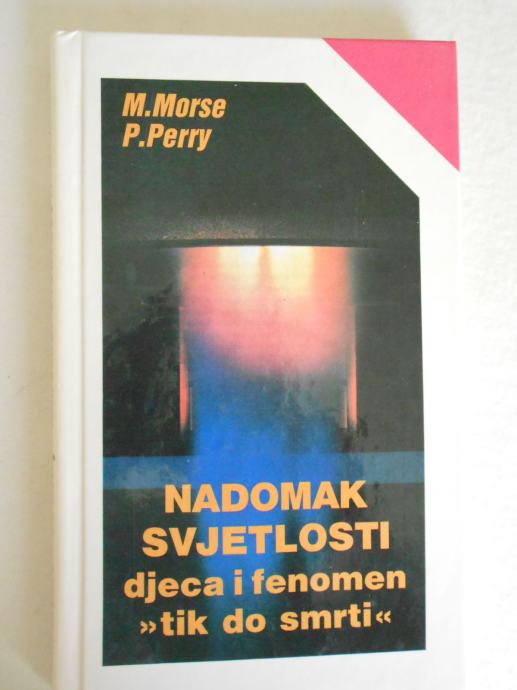 M.Morse
P.Perry
NADOMAK
SVJETLOSTI
djeca i fenomen
»tik do smrti«